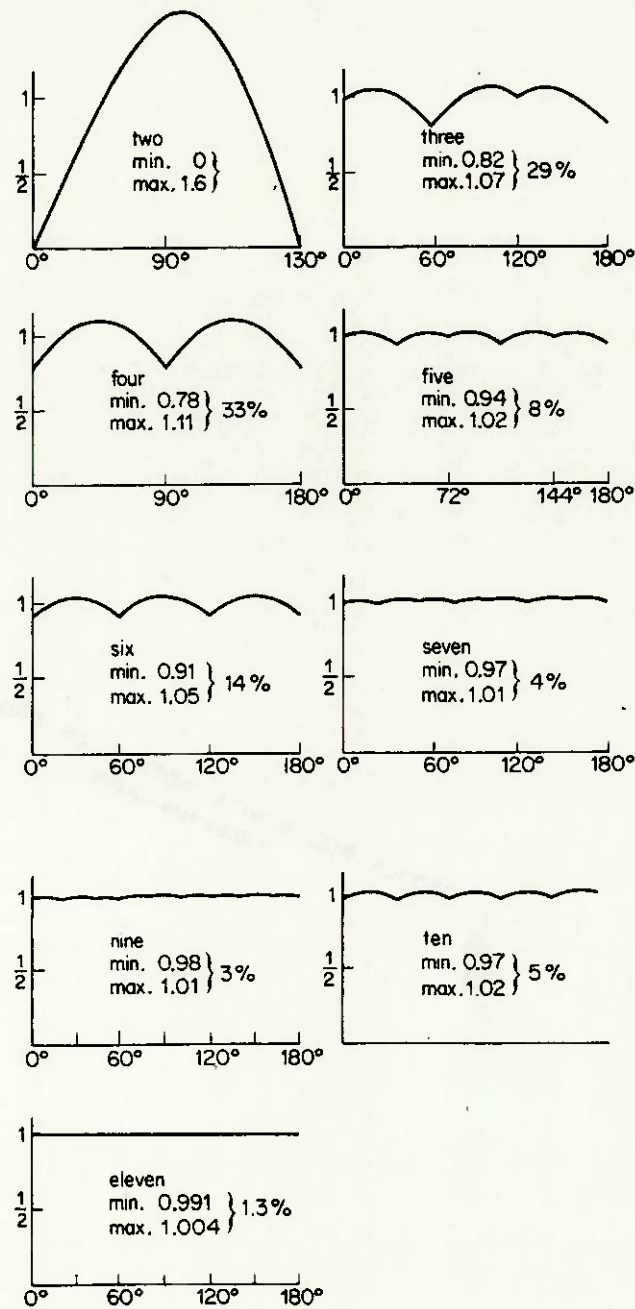 1
1/2
two
min. 0
max. 1.6 }
0° 90° 130°
1
1/2
three
min. 0.82
max. 1.07 } 29%
0° 60° 120° 180°
1
1/2
four
min. 0.78
max. 1.11 } 33%
0° 90° 180°
1
1/2
five
min. 0.94
max. 1.02 } 8%
0° 72° 144° 180°
1
1/2
six
min. 0.91
max. 1.05 } 14%
0° 60° 120° 180°
1
1/2
seven
min. 0.97
max. 1.01 } 4%
0° 60° 120° 180°
1
1/2
nine
min. 0.98
max. 1.01 } 3%
0° 60° 120° 180°
1
1/2
ten
min. 0.97
max. 1.02 } 5%
1
1/2
eleven
min. 0.991
max. 1.004 } 1.3%
0° 60° 120° 180°